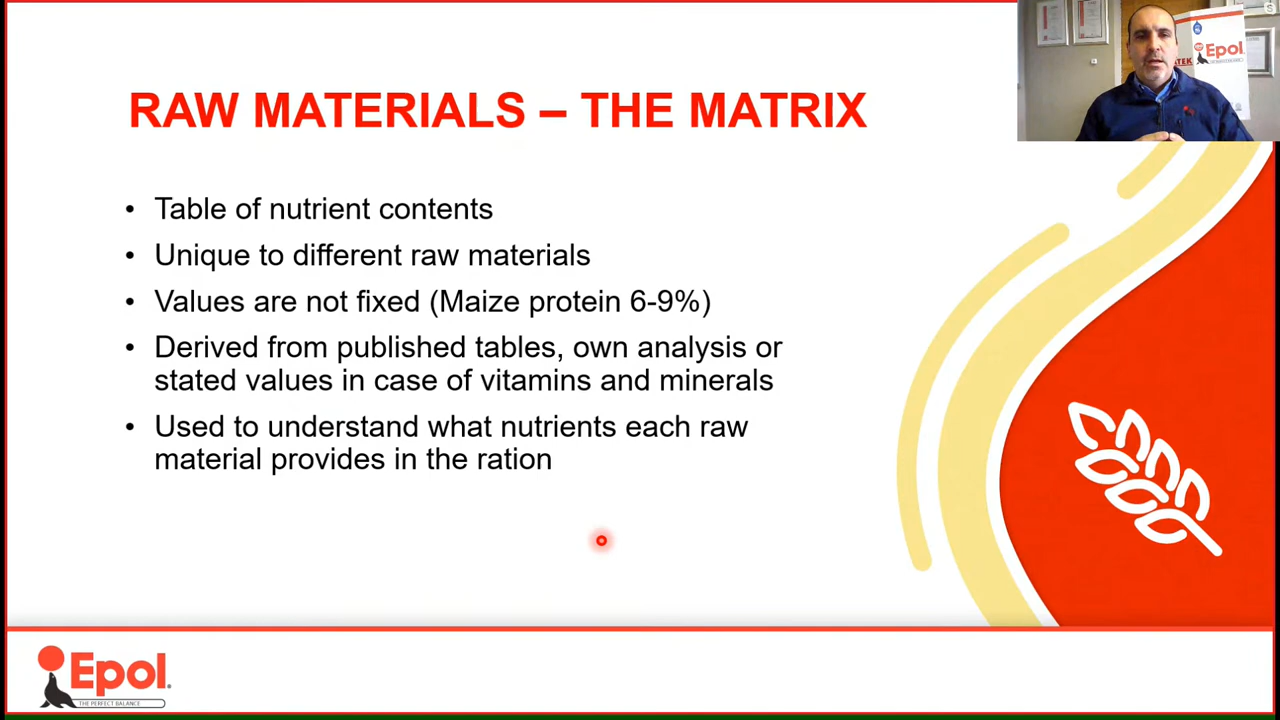 RAW MATERIALS – THE MATRIX
• Table of nutrient contents
• Unique to different raw materials
• Values are not fixed (Maize protein 6-9%)
• Derived from published tables, own analysis or
stated values in case of vitamins and minerals
• Used to understand what nutrients each raw
material provides in the ration
Epol
Epol
THE PERFECT BALANCE